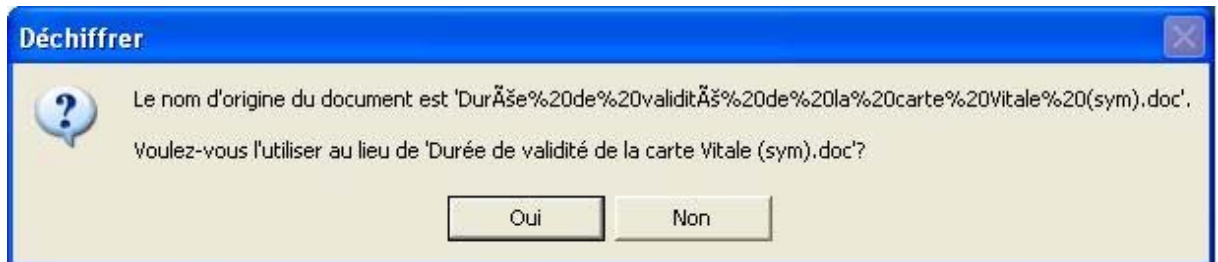 Déchiffrer
Le nom d'origine du document est 'DurÃše%20de%20validitÃš%20de%20la%20carte%20Vitale%20(sym).doc'.
Voulez-vous l'utiliser au lieu de 'Durée de validité de la carte Vitale (sym).doc'?
Oui
Non